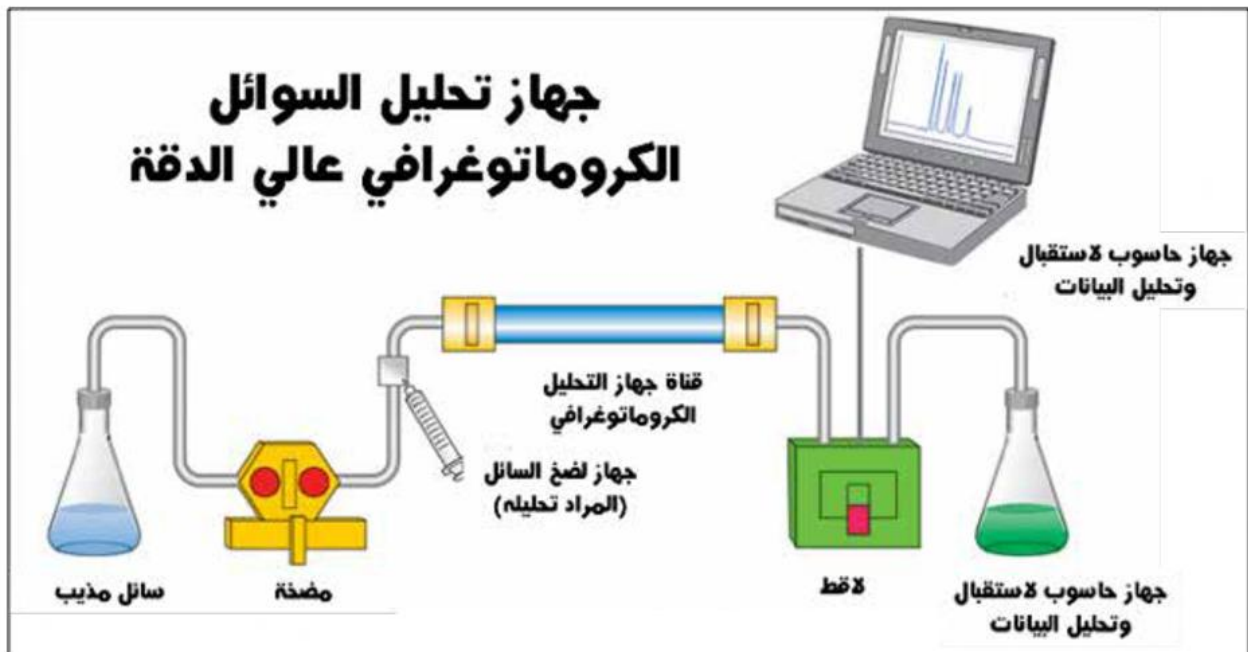 جهاز تحليل السوائل
الكروماتوغرافي عالي الدقة
جهاز حاسوب لاستقبال
وتحليل البيانات
قناة جهاز التحليل
الكروماتوغرافي
جهاز لضخ السائل
(المراد تحليله)
سائل مذيب
مضخة
لاقط
جهاز حاسوب لاستقبال
وتحليل البيانات